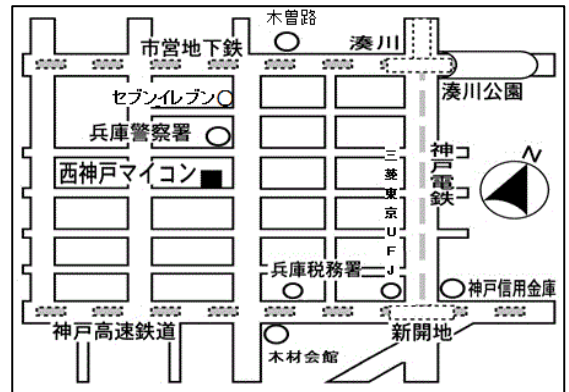 木曽路
市営地下鉄
湊川
湊川公園
セブンイレブン
兵庫警察署
神戸電鉄
N
西神戸マイコン
三菱東京UFJ
兵庫税務署
神戸信用金庫
神戸高速鉄道
新開地
木材会館